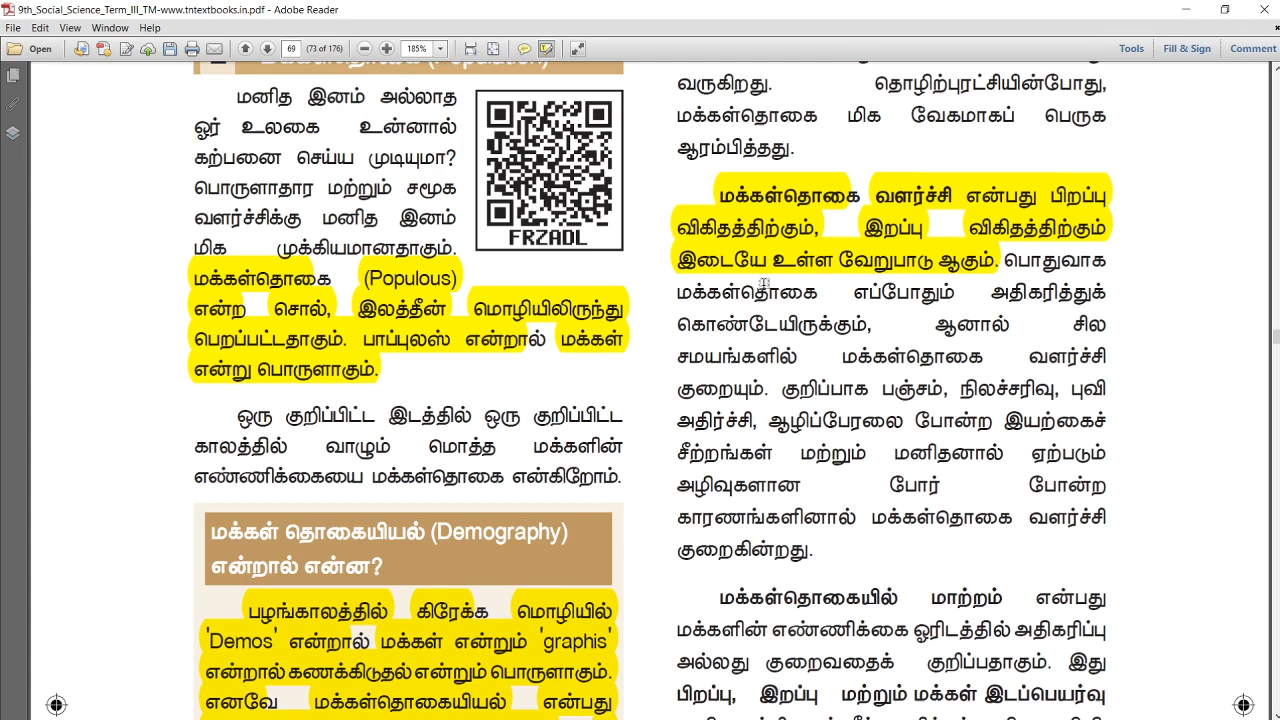 9th_Social_Science_Term_III_TM-www.tntextbooks.in.pdf - Adobe Reader
File Edit View Window Help
Open 69 (73 of 176) 185% Tools Fill & Sign Comment
மக்கள்தொகை (Population)
மனித இனம் அல்லாத
ஓர் உலகை உன்னால்
கற்பனை செய்ய முடியுமா?
பொருளாதார மற்றும் சமூக
வளர்ச்சிக்கு மனித இனம்
மிக முக்கியமானதாகும்.
மக்கள்தொகை (Populous)
என்ற சொல், இலத்தீன் மொழியிலிருந்து
பெறப்பட்டதாகும். பாப்புலஸ் என்றால் மக்கள்
என்று பொருளாகும்.
FRZADL
ஒரு குறிப்பிட்ட இடத்தில் ஒரு குறிப்பிட்ட
காலத்தில் வாழும் மொத்த மக்களின்
எண்ணிக்கையை மக்கள்தொகை என்கிறோம்.
மக்கள் தொகையியல் (Demography)
என்றால் என்ன?
பழங்காலத்தில் கிரேக்க மொழியில்
'Demos' என்றால் மக்கள் என்றும் 'graphis'
என்றால் கணக்கிடுதல் என்றும் பொருளாகும்.
எனவே மக்கள்தொகையியல் என்பது
வருகிறது. தொழிற்புரட்சியின்போது,
மக்கள்தொகை மிக வேகமாகப் பெருக
ஆரம்பித்தது.
மக்கள்தொகை வளர்ச்சி என்பது பிறப்பு
விகிதத்திற்கும், இறப்பு விகிதத்திற்கும்
இடையே உள்ள வேறுபாடு ஆகும். பொதுவாக
மக்கள்தொகை எப்போதும் அதிகரித்துக்
கொண்டேயிருக்கும், ஆனால் சில
சமயங்களில் மக்கள்தொகை வளர்ச்சி
குறையும். குறிப்பாக பஞ்சம், நிலச்சரிவு, புவி
அதிர்ச்சி, ஆழிப்பேரலை போன்ற இயற்கைச்
சீற்றங்கள் மற்றும் மனிதனால் ஏற்படும்
அழிவுகளான போர் போன்ற
காரணங்களினால் மக்கள்தொகை வளர்ச்சி
குறைகின்றது.
மக்கள்தொகையில் மாற்றம் என்பது
மக்களின் எண்ணிக்கை ஓரிடத்தில் அதிகரிப்பு
அல்லது குறைவதைக் குறிப்பதாகும். இது
பிறப்பு, இறப்பு மற்றும் மக்கள் இடப்பெயர்வு